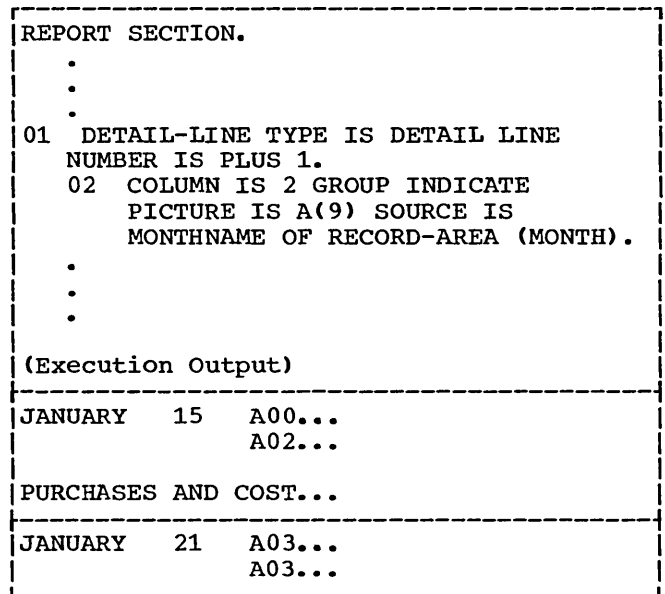 REPORT SECTION.
.
.
.
01 DETAIL-LINE TYPE IS DETAIL LINE
NUMBER IS PLUS 1.
02 COLUMN IS 2 GROUP INDICATE
PICTURE IS A(9) SOURCE IS
MONTHNAME OF RECORD-AREA (MONTH).
.
.
.
(Execution Output)
JANUARY 15 A00...
A02...
PURCHASES AND COST...
JANUARY 21 A03...
A03...